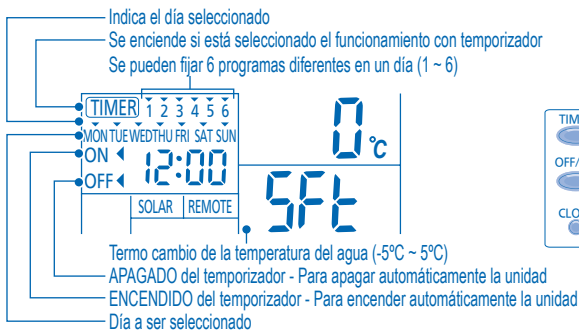 Indica el día seleccionado
Se enciende si está seleccionado el funcionamiento con temporizador
Se pueden fijar 6 programas diferentes en un día (1 ~ 6)
TIMER 1 2 3 4 5 6
MON TUE WED THU FRI SAT SUN
ON
12:00
OFF
SOLAR REMOTE
0 °C
SFt
Termo cambio de la temperatura del agua (-5ºC ~ 5ºC)
APAGADO del temporizador - Para apagar automáticamente la unidad
ENCENDIDO del temporizador - Para encender automáticamente la unidad
Día a ser seleccionado
TIM
OFF/
CLO